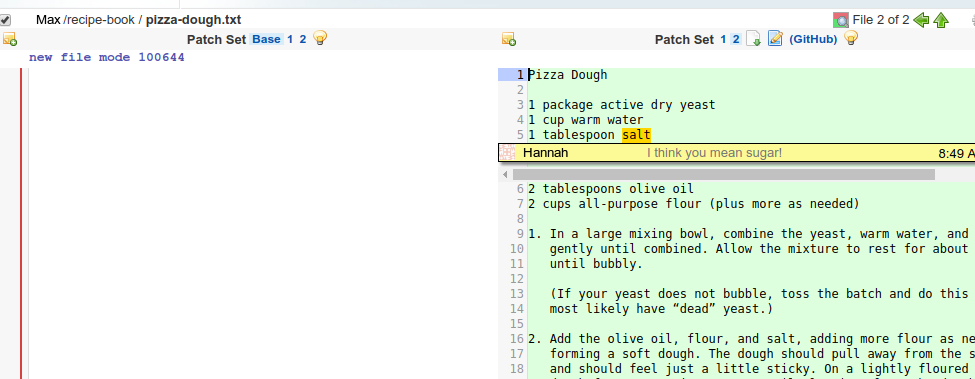 Max /recipe-book / pizza-dough.txt File 2 of 2
Patch Set Base 1 2 Patch Set 1 2 (GitHub)
new file mode 100644
1 Pizza Dough
2
3 1 package active dry yeast
4 1 cup warm water
5 1 tablespoon salt
Hannah I think you mean sugar! 8:49 A
6 2 tablespoons olive oil
7 2 cups all-purpose flour (plus more as needed)
8
9 1. In a large mixing bowl, combine the yeast, warm water, and
10 gently until combined. Allow the mixture to rest for about
11 until bubbly.
12
13 (If your yeast does not bubble, toss the batch and do this
14 most likely have “dead” yeast.)
15
16 2. Add the olive oil, flour, and salt, adding more flour as ne
17 forming a soft dough. The dough should pull away from the s
18 and should feel just a little sticky. On a lightly floured